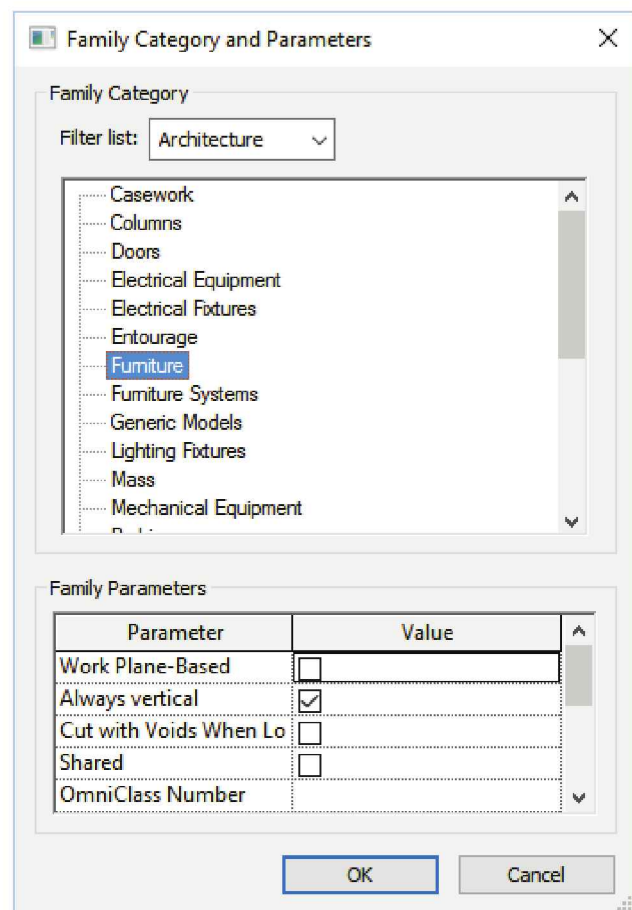 Family Category and Parameters
Family Category
Filter list: Architecture
Casework
Columns
Doors
Electrical Equipment
Electrical Fixtures
Entourage
Furniture
Furniture Systems
Generic Models
Lighting Fixtures
Mass
Mechanical Equipment
Family Parameters
Parameter Value
Work Plane-Based
Always vertical
Cut with Voids When Lo
Shared
OmniClass Number
OK Cancel